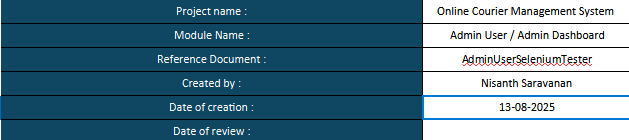 Project name : Online Courier Management System
Module Name : Admin User / Admin Dashboard
Reference Document : AdminUserSeleniumTester
Created by : Nisanth Saravanan
Date of creation : 13-08-2025
Date of review :